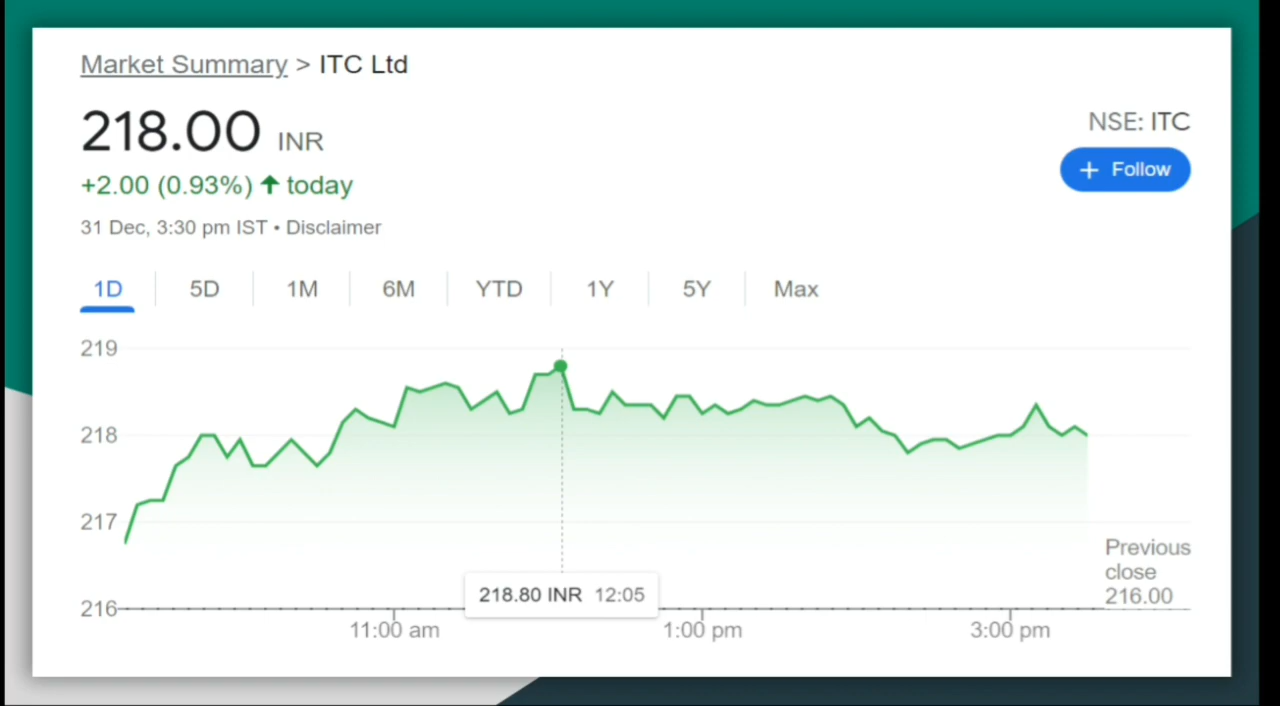 Market Summary > ITC Ltd
218.00 INR
NSE: ITC
+ Follow
+2.00 (0.93%) ↑ today
31 Dec, 3:30 pm IST • Disclaimer
1D 5D 1M 6M YTD 1Y 5Y Max
219
218
217
216
Previous
close
216.00
218.80 INR 12:05
11:00 am 1:00 pm 3:00 pm